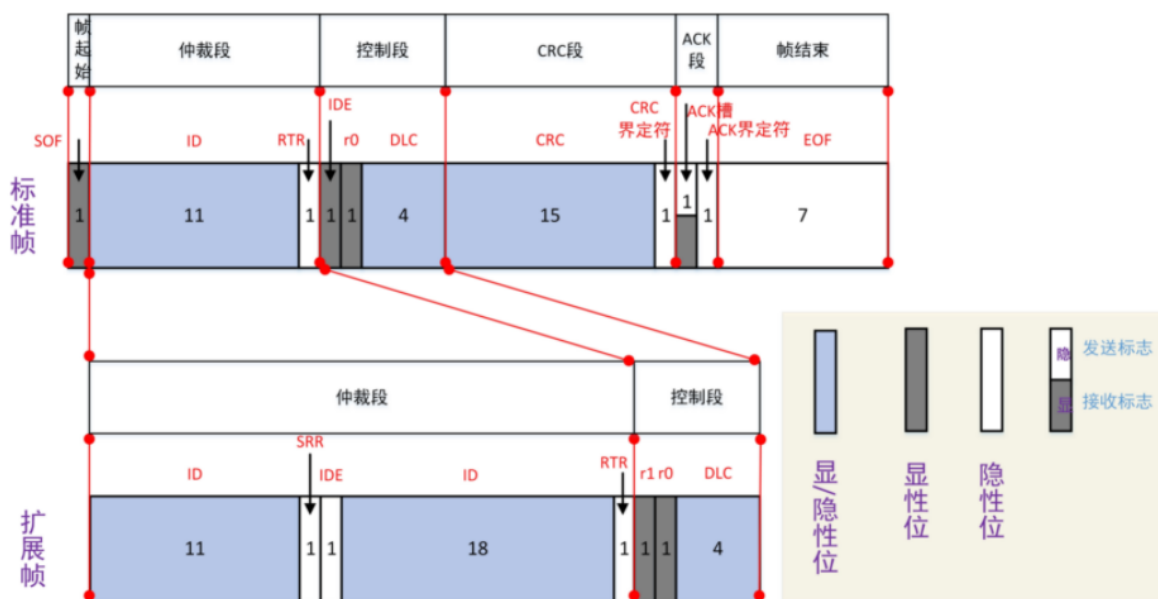 帧起始
仲裁段
控制段
CRC段
ACK段
帧结束
IDE
CRC界定符
ACK槽
ACK界定符
SOF
ID
RTR
r0
DLC
CRC
EOF
标准帧
1
11
1
1
1
4
15
1
1
1
7
仲裁段
控制段
SRR
ID
IDE
ID
RTR
r1
r0
DLC
扩展帧
11
1
1
18
1
1
1
4
隐
发送标志
显
接收标志
显/隐性位
显性位
隐性位